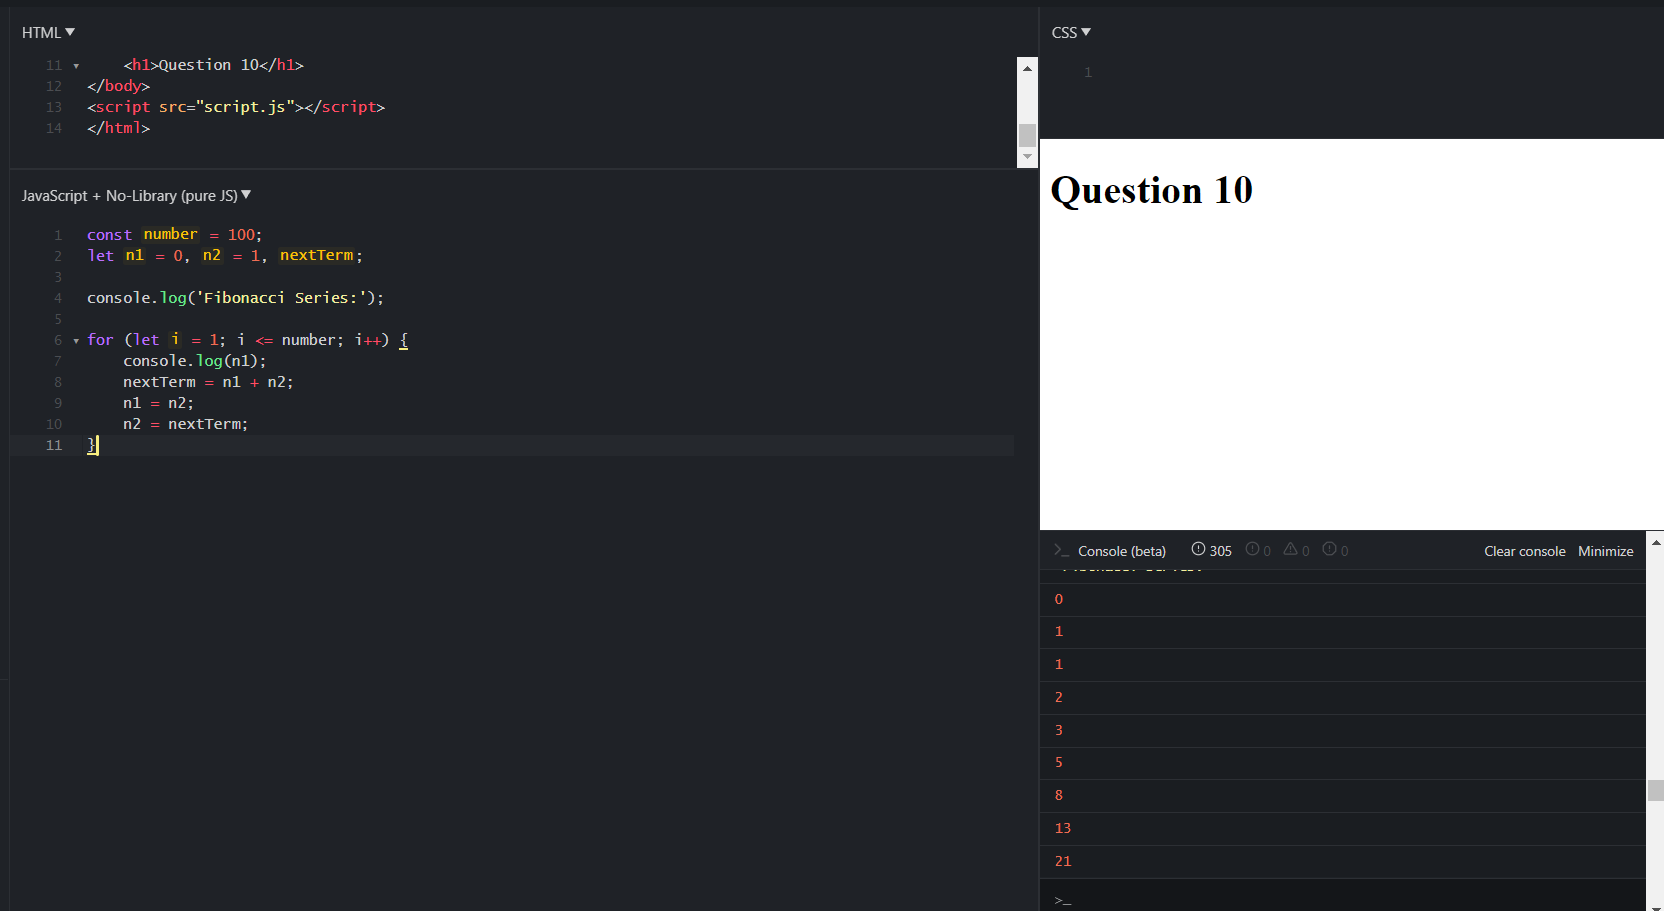 HTML ▼
11 ▾ <h1>Question 10</h1>
12 </body>
13 <script src="script.js"></script>
14 </html>
JavaScript + No-Library (pure JS) ▼
1 const number = 100;
2 let n1 = 0, n2 = 1, nextTerm;
3
4 console.log('Fibonacci Series:');
5
6 ▾ for (let i = 1; i <= number; i++) {
7 console.log(n1);
8 nextTerm = n1 + n2;
9 n1 = n2;
10 n2 = nextTerm;
11 }
CSS ▼
1
Question 10
>_ Console (beta) 305 0 0 0 Clear console Minimize
0
1
1
2
3
5
8
13
21
>_